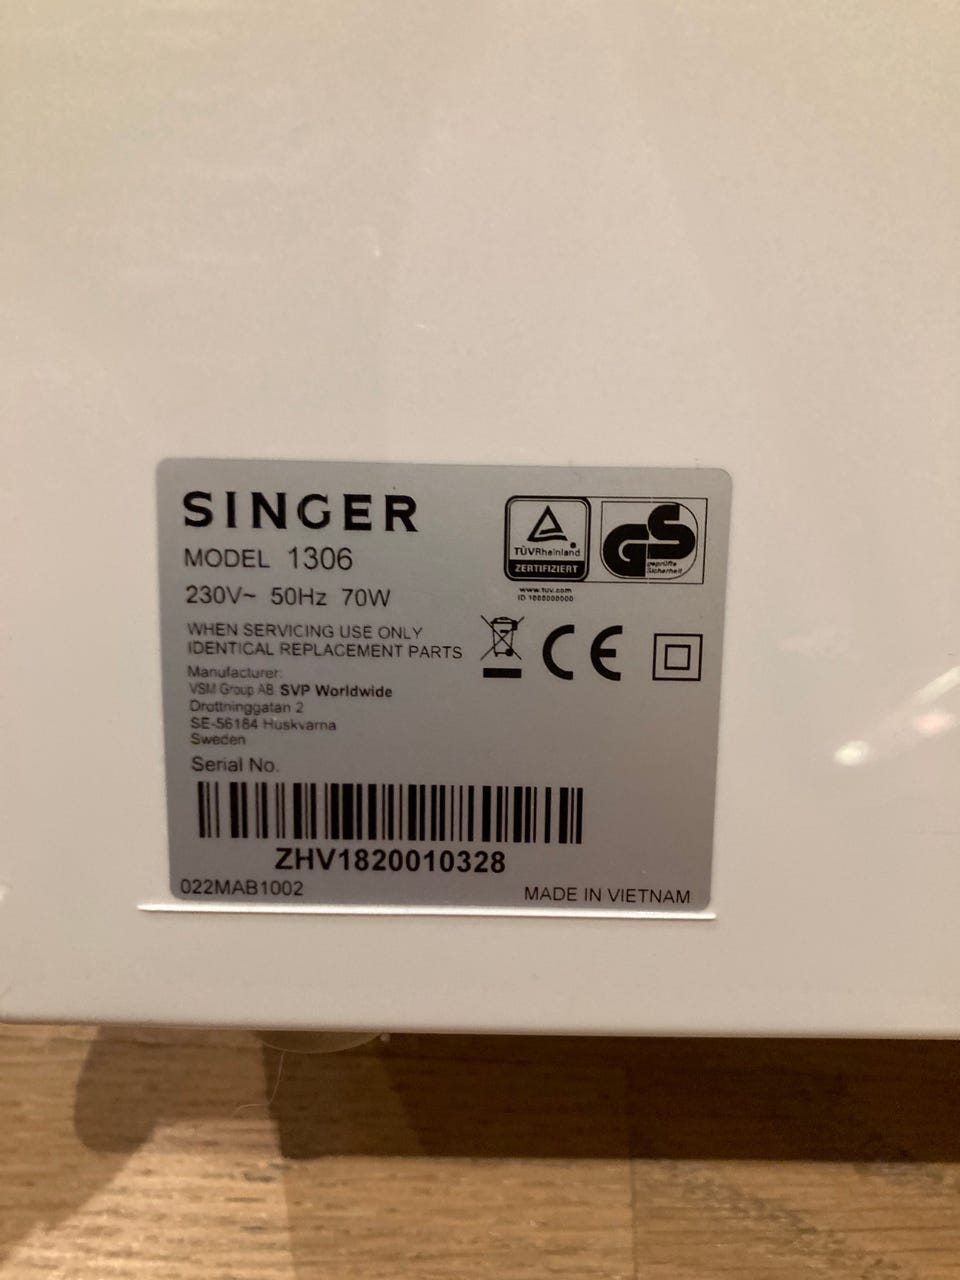 SINGER
MODEL 1306
230V~ 50Hz 70W
WHEN SERVICING USE ONLY
IDENTICAL REPLACEMENT PARTS
Manufacturer:
VSM Group AB. SVP Worldwide
Drottninggatan 2
SE-56184 Huskvarna
Sweden
Serial No.
ZHV1820010328
022MAB1002
MADE IN VIETNAM
TÜVRheinland
ZERTIFIZIERT
www.tuv.com
ID 1000000000
GS
geprüfte
Sicherheit
CE